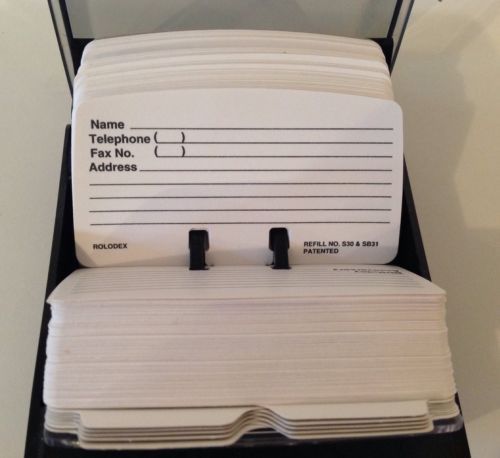 Name
Telephone ( )
Fax No. ( )
Address
ROLODEX
REFILL NO. S30 & SB31
PATENTED